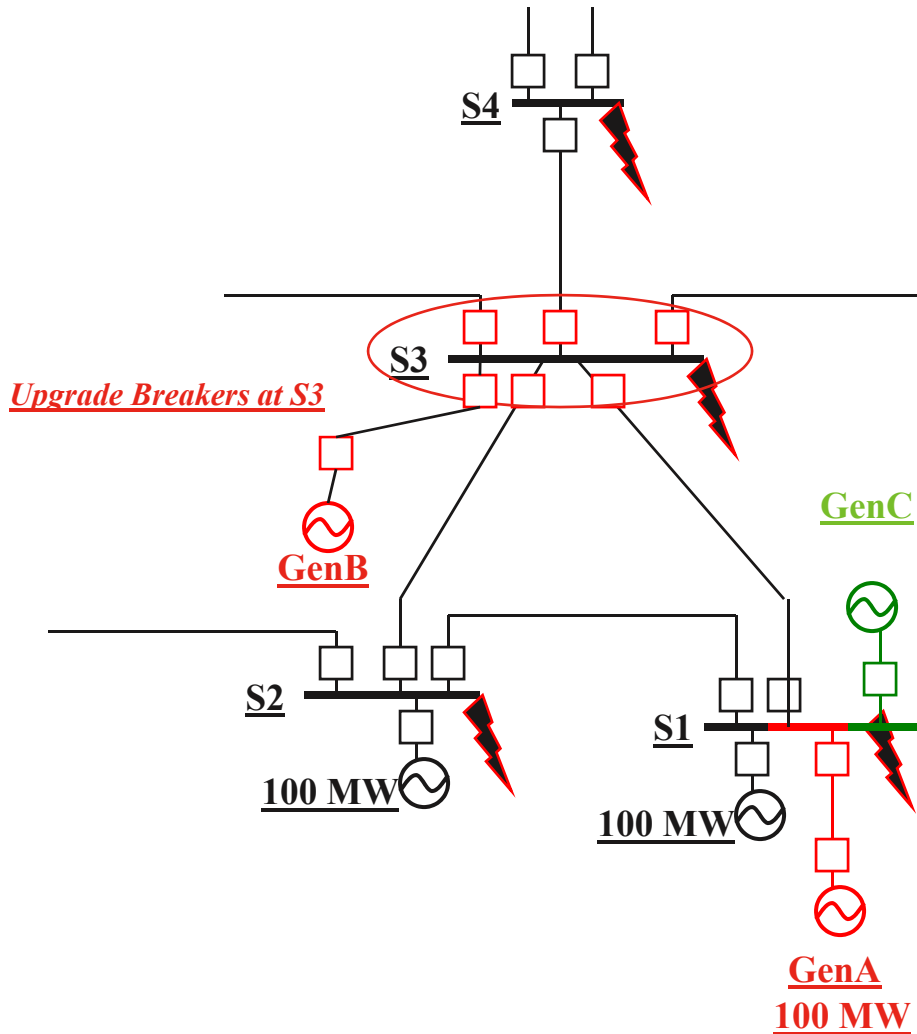 S4
S3
Upgrade Breakers at S3
GenC
GenB
S2
S1
100 MW
100 MW
GenA
100 MW